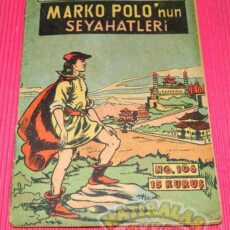 MARKO POLO'nun
SEYAHATLERİ
No. 106
15 KURUŞ